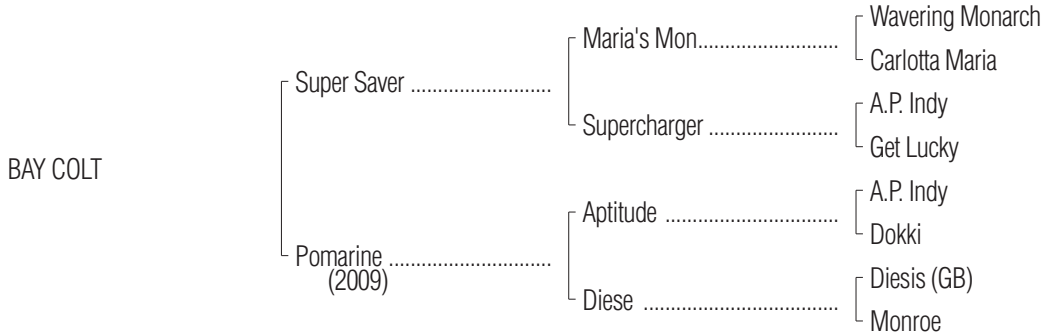 Wavering Monarch
Maria's Mon..........................
Carlotta Maria
Super Saver ..........................
A.P. Indy
Supercharger ........................
Get Lucky
BAY COLT
A.P. Indy
Aptitude ................................
Dokki
Pomarine ..............................
(2009)
Diesis (GB)
Diese ....................................
Monroe